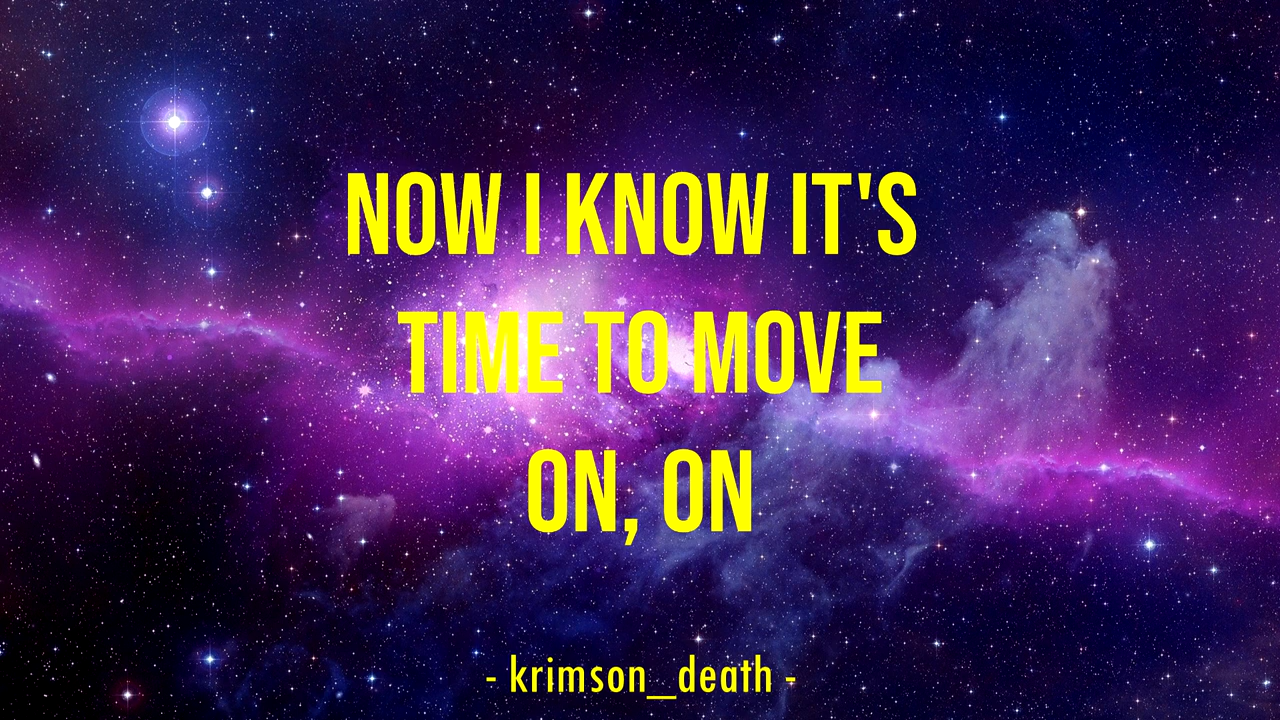 NOW I KNOW IT'S
TIME TO MOVE
ON, ON
- krimson_death -